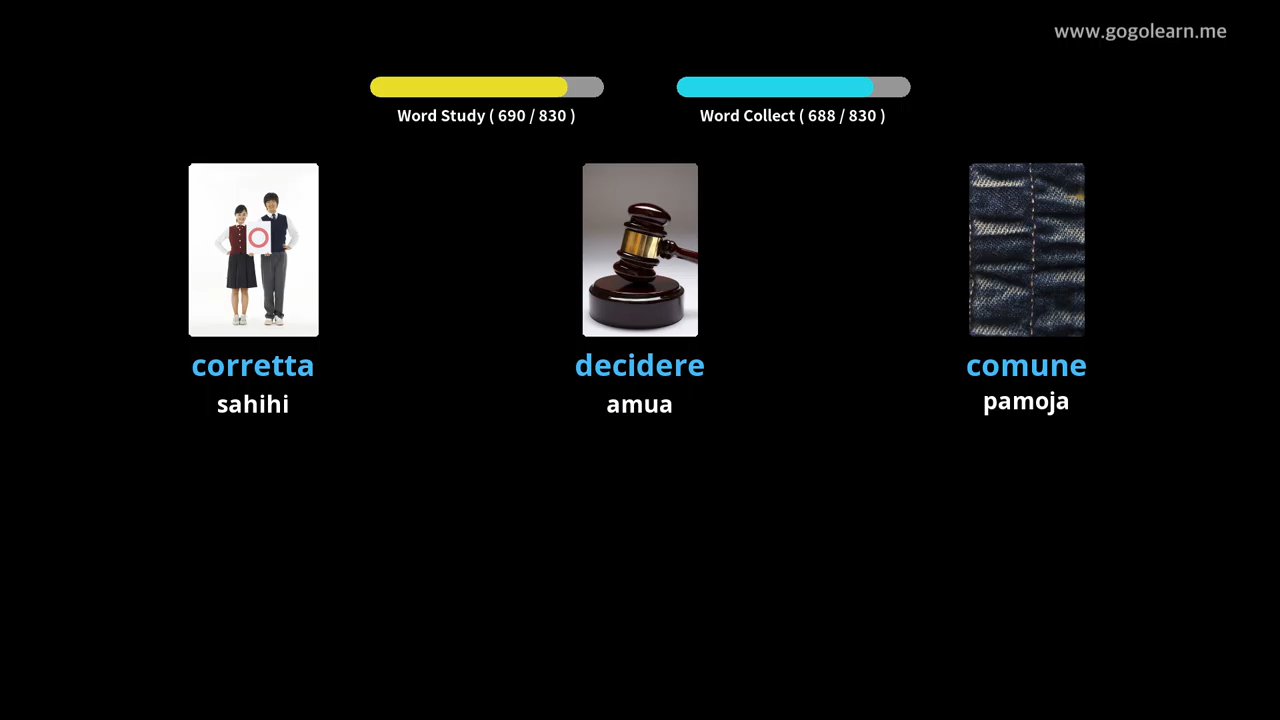 www.gogolearn.me
Word Study ( 690 / 830 )
Word Collect ( 688 / 830 )
corretta
sahihi
decidere
amua
comune
pamoja